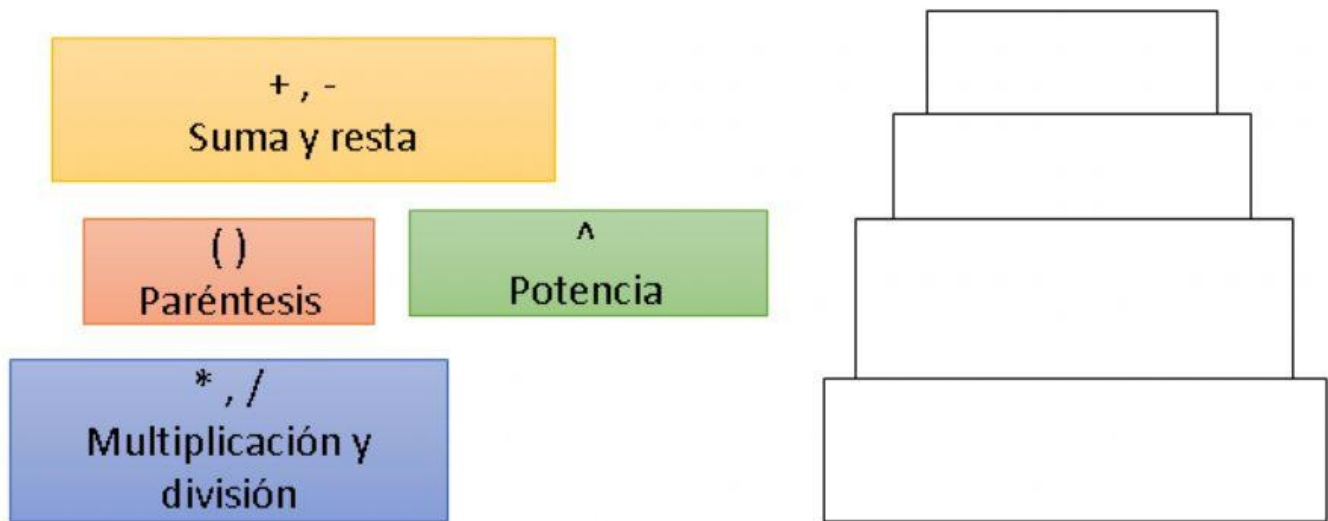 + , -
Suma y resta
( )
Paréntesis
^
Potencia
* , /
Multiplicación y
división